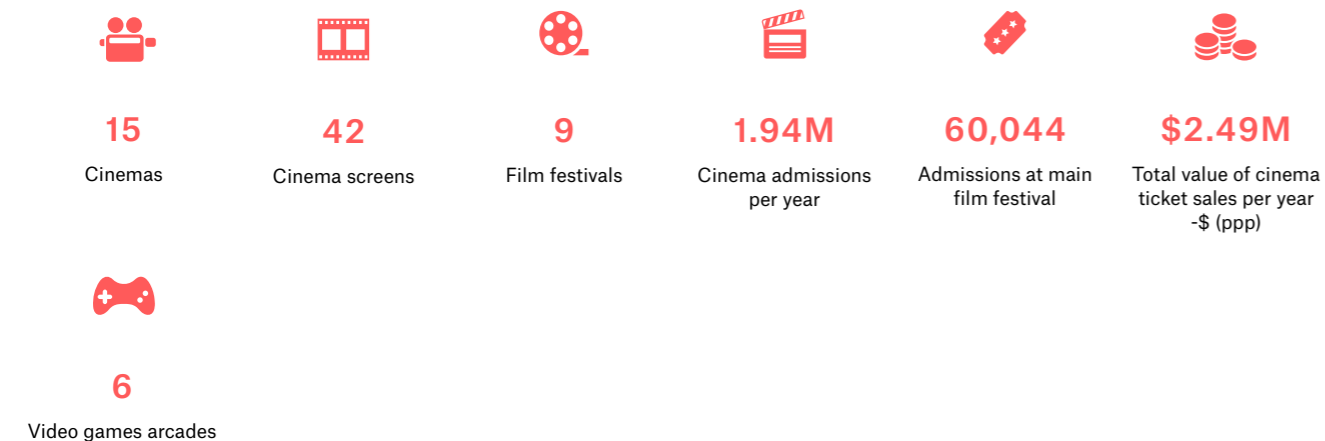 15
Cinemas
42
Cinema screens
9
Film festivals
1.94M
Cinema admissions
per year
60,044
Admissions at main
film festival
$2.49M
Total value of cinema
ticket sales per year
-$ (ppp)
6
Video games arcades